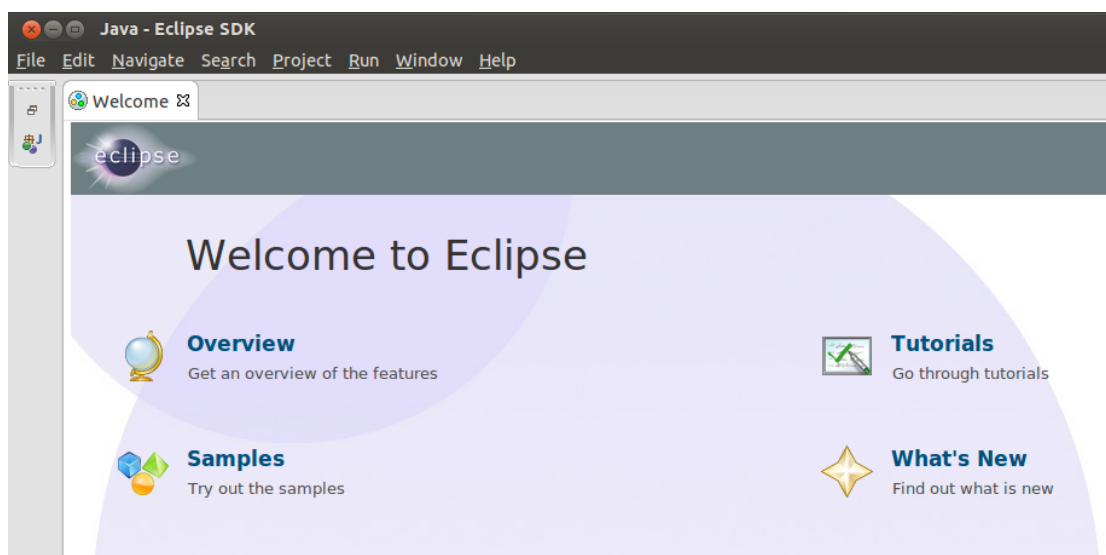 Java - Eclipse SDK
File Edit Navigate Search Project Run Window Help
Welcome
J
eclipse
Welcome to Eclipse
Overview
Get an overview of the features
Tutorials
Go through tutorials
Samples
Try out the samples
What's New
Find out what is new